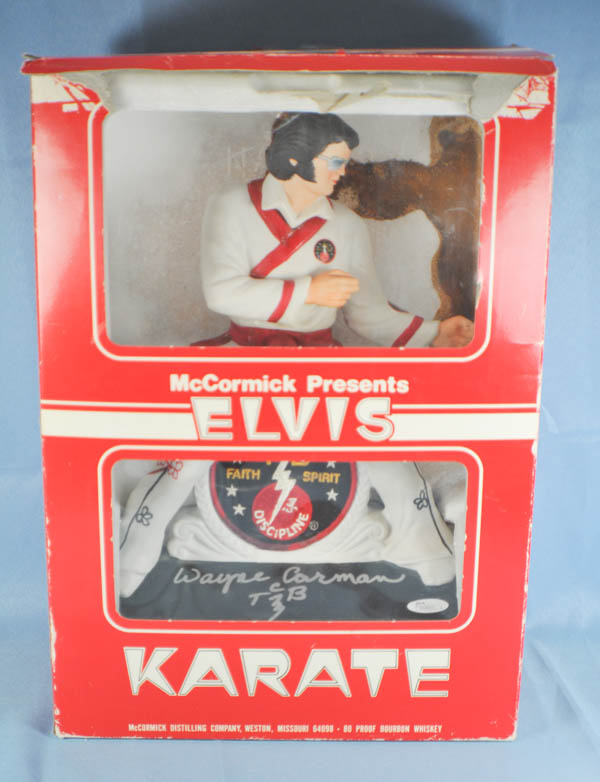 McCormick Presents
ELVIS
FAITH SPIRIT
DISCIPLINE ®
Wayne Carman
TCB
KARATE
McCORMICK DISTILLING COMPANY, WESTON, MISSOURI 64098 · 80 PROOF BOURBON WHISKEY